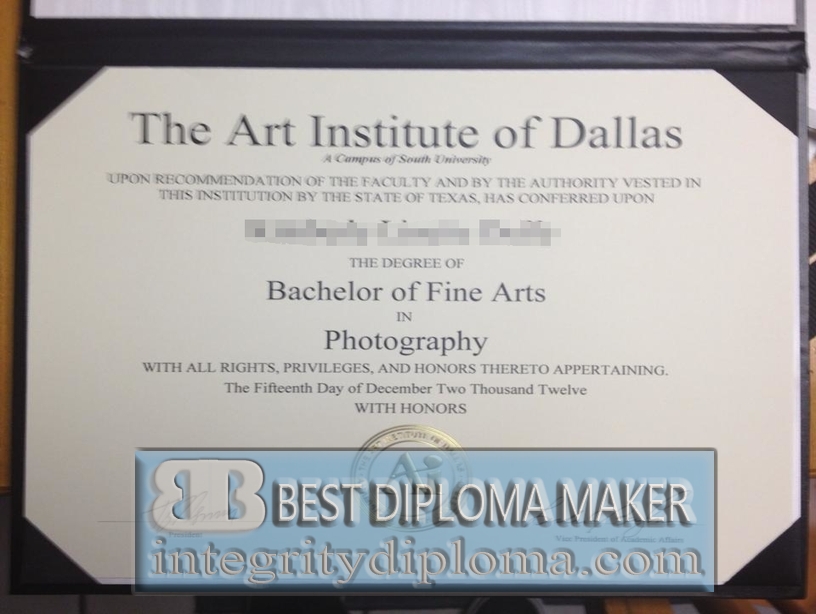 The Art Institute of Dallas
A Campus of South University
UPON RECOMMENDATION OF THE FACULTY AND BY THE AUTHORITY VESTED IN
THIS INSTITUTION BY THE STATE OF TEXAS, HAS CONFERRED UPON
THE DEGREE OF
Bachelor of Fine Arts
IN
Photography
WITH ALL RIGHTS, PRIVILEGES, AND HONORS THERETO APPERTAINING.
The Fifteenth Day of December Two Thousand Twelve
WITH HONORS
Ai
BEST DIPLOMA MAKER
President
Vice President of Academic Affairs
integritydiploma.com